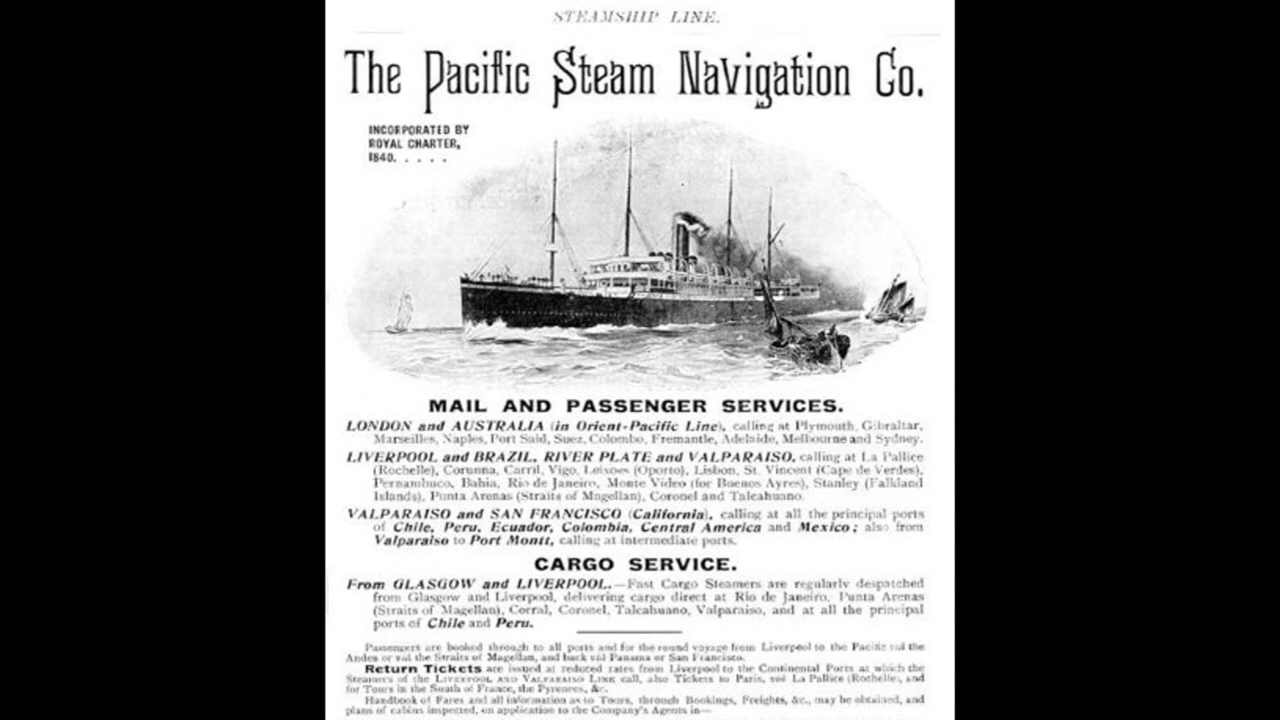 STEAMSHIP LINE.
The Pacific Steam Navigation Co.
INCORPORATED BY
ROYAL CHARTER,
1840. . . . .
MAIL AND PASSENGER SERVICES.
LONDON and AUSTRALIA (in Orient-Pacific Line), calling at Plymouth, Gibraltar,
Marseilles, Naples, Port Said, Suez, Colombo, Fremantle, Adelaide, Melbourne and Sydney.
LIVERPOOL and BRAZIL, RIVER PLATE and VALPARAISO, calling at La Pallice
(Rochelle), Corunna, Carril, Vigo, Leixoes (Oporto), Lisbon, St. Vincent (Cape de Verdes),
Pernambuco, Bahia, Rio de Janeiro, Monte Video (for Buenos Ayres), Stanley (Falkland
Islands), Punta Arenas (Straits of Magellan), Coronel and Talcahuano.
VALPARAISO and SAN FRANCISCO (California), calling at all the principal ports
of Chile, Peru, Ecuador, Colombia, Central America and Mexico; also from
Valparaiso to Port Montt, calling at intermediate ports.
CARGO SERVICE.
From GLASGOW and LIVERPOOL.—Fast Cargo Steamers are regularly despatched
from Glasgow and Liverpool, delivering cargo direct at Rio de Janeiro, Punta Arenas
(Straits of Magellan), Corral, Coronel, Talcahuano, Valparaiso, and at all the principal
ports of Chile and Peru.
Passengers are booked through to all ports and for the round voyage from Liverpool to the Pacific viâ the
Andes or viâ the Straits of Magellan, and back viâ Panama or San Francisco.
Return Tickets are issued at reduced rates from Liverpool to the Continental Ports at which the
Steamers of the LIVERPOOL AND VALPARAISO LINE call, also Tickets to Paris, viâ La Pallice (Rochelle), and
for Tours in the South of France, the Pyrenees, &c.
Handbook of Fares and all information as to Tours, through Bookings, Freights, &c., may be obtained, and
plans of cabins inspected, on application to the Company's Agents in—